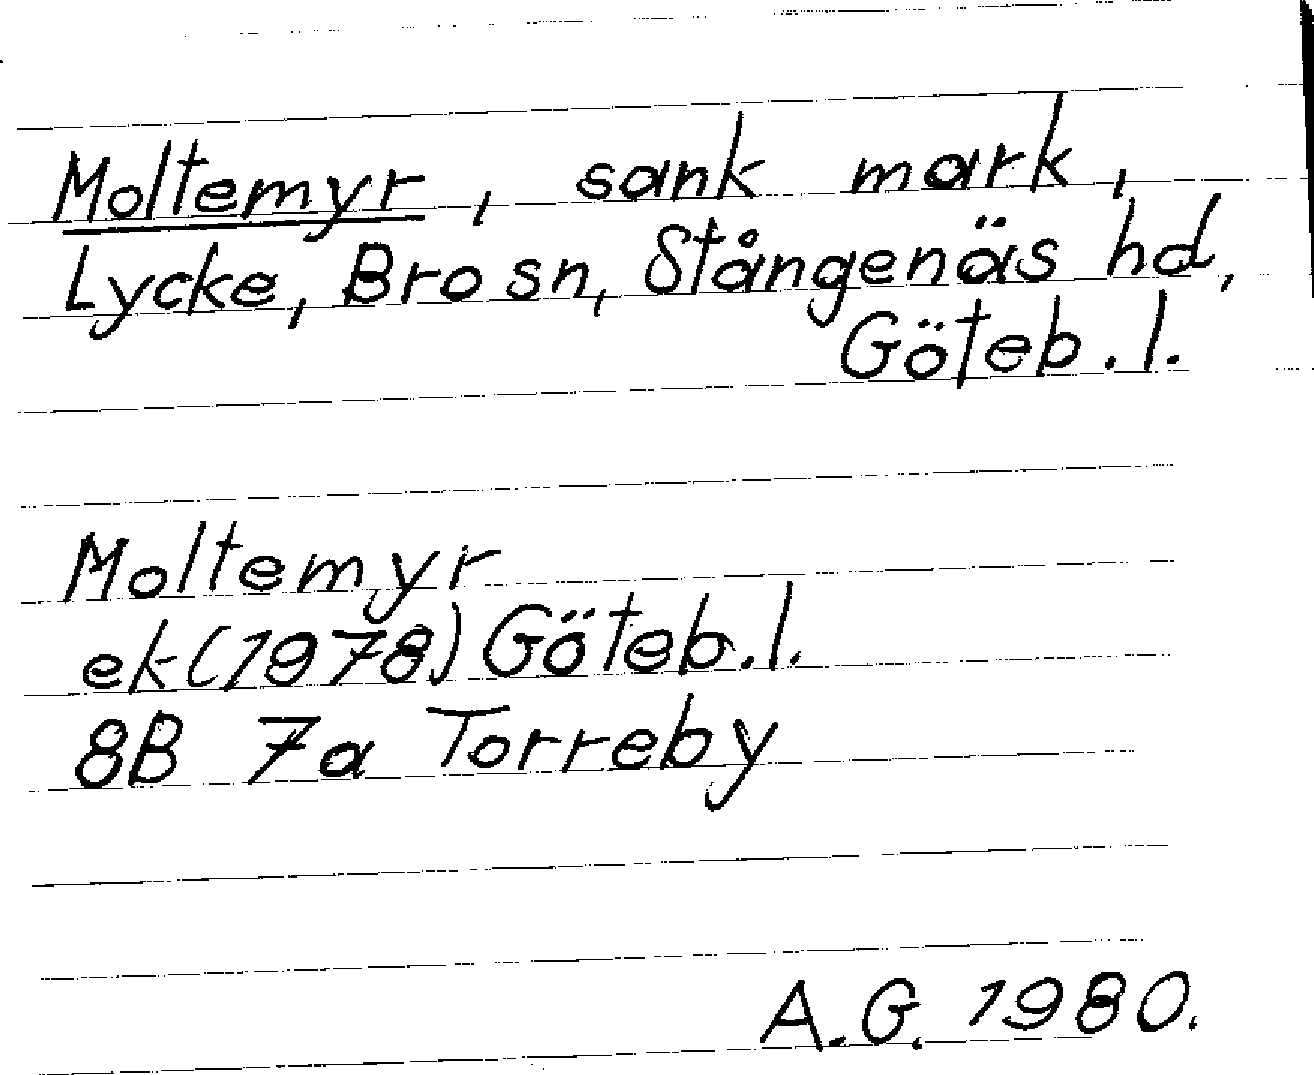 Moltemyr, sank mark,
Lycke, Bro sn, Stångenäs hd,
Göteb.l.
Moltemyr
ek(1978) Göteb.l.
8B 7a Torreby
A.G. 1980.